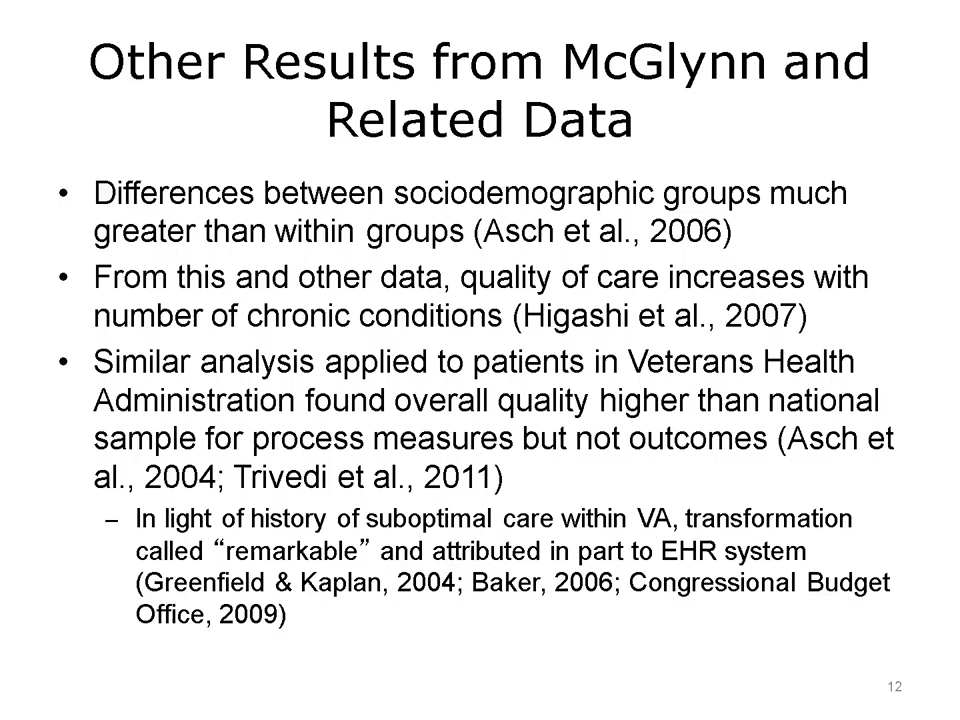 Other Results from McGlynn and
Related Data
• Differences between sociodemographic groups much
greater than within groups (Asch et al., 2006)
• From this and other data, quality of care increases with
number of chronic conditions (Higashi et al., 2007)
• Similar analysis applied to patients in Veterans Health
Administration found overall quality higher than national
sample for process measures but not outcomes (Asch et
al., 2004; Trivedi et al., 2011)
– In light of history of suboptimal care within VA, transformation
called “remarkable” and attributed in part to EHR system
(Greenfield & Kaplan, 2004; Baker, 2006; Congressional Budget
Office, 2009)
12